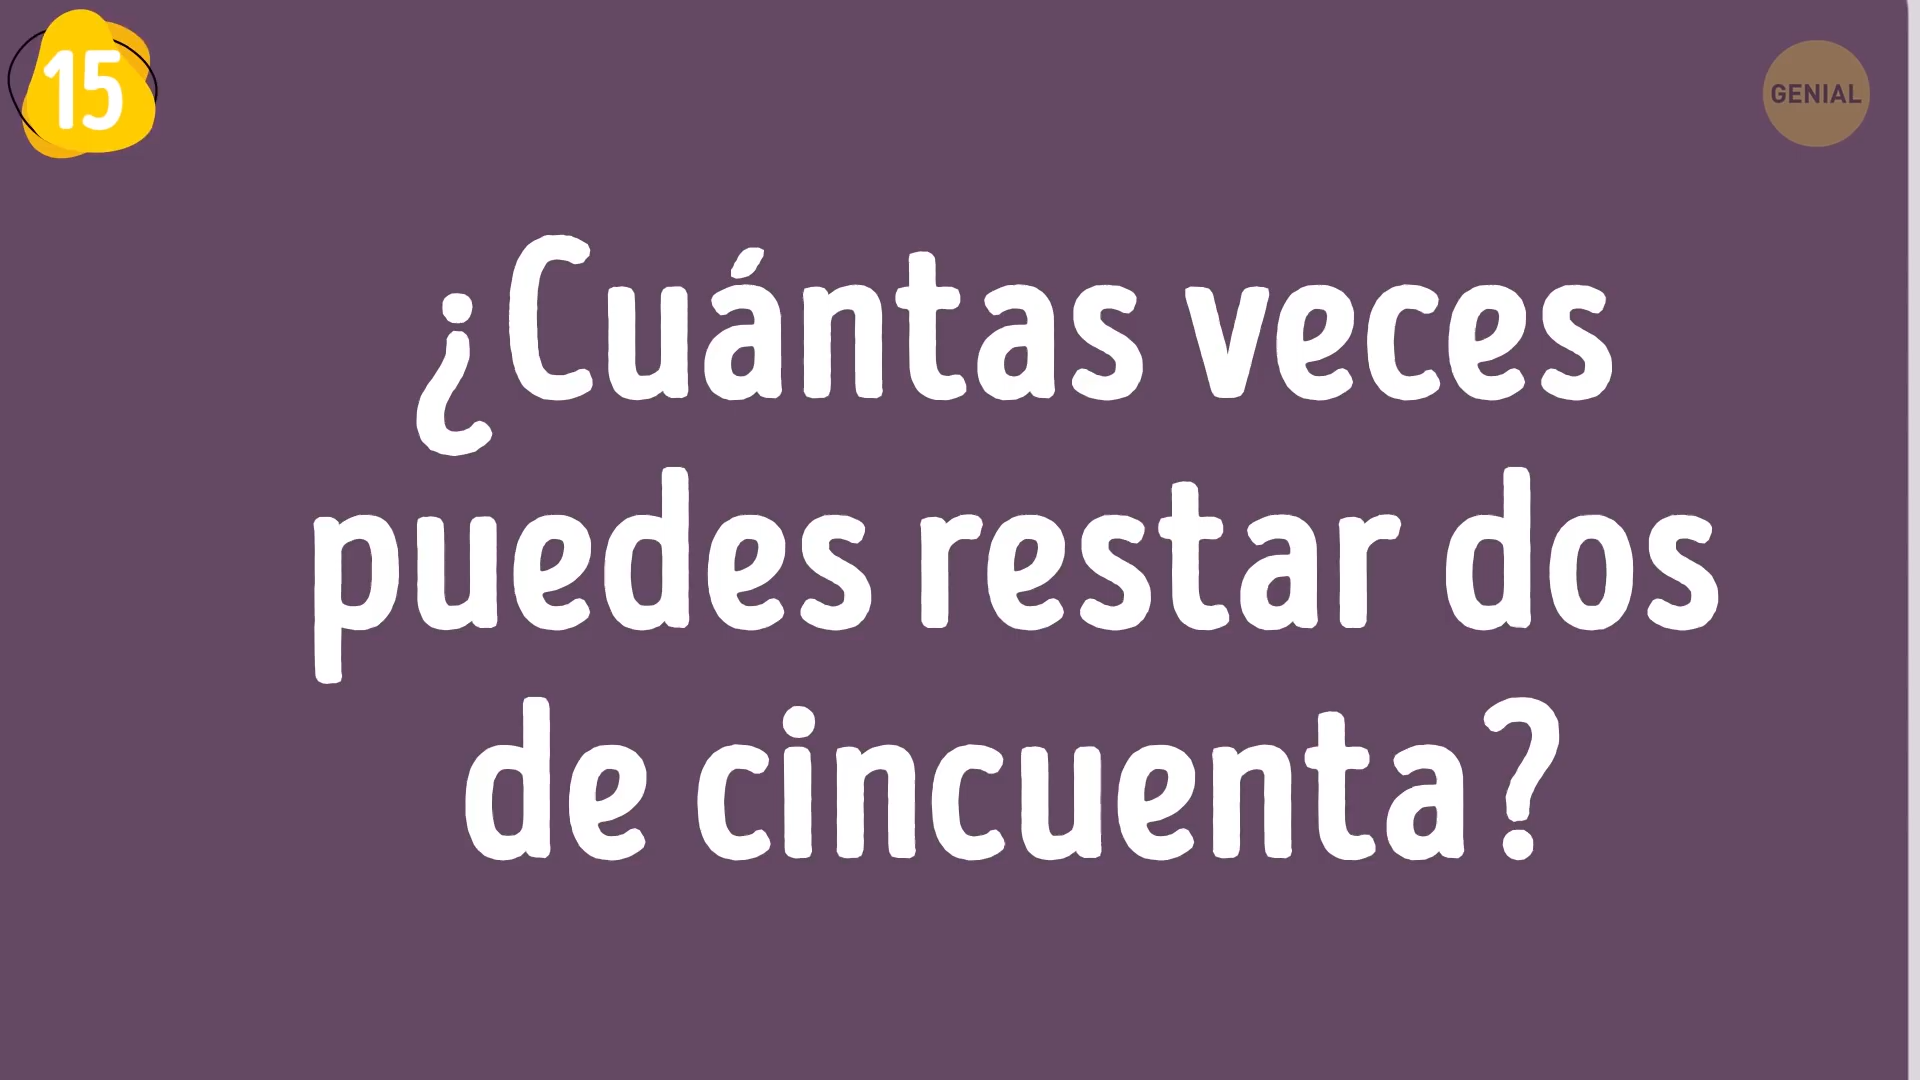 15
GENIAL
¿Cuántas veces
puedes restar dos
de cincuenta?